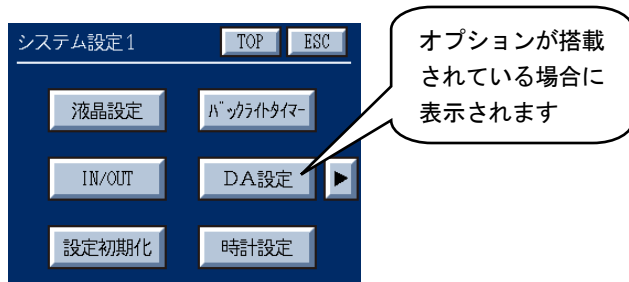 システム設定1 TOP ESC
液晶設定 バックライトタイマー
IN/OUT DA設定 ▶
設定初期化 時計設定
オプションが搭載
されている場合に
表示されます